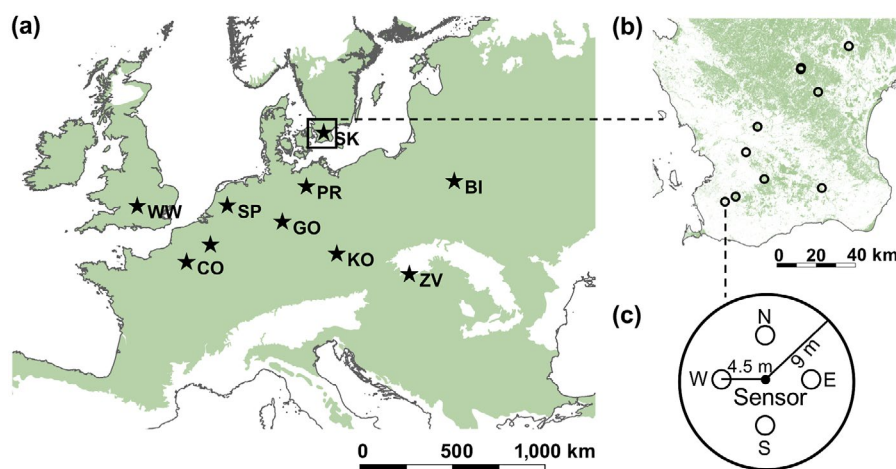 (a)
SK
BI
PR
WW
SP
GO
CO
KO
ZV
0 500 1,000 km
(b)
0 20 40 km
(c)
N
9 m
W
4.5 m
E
Sensor
S